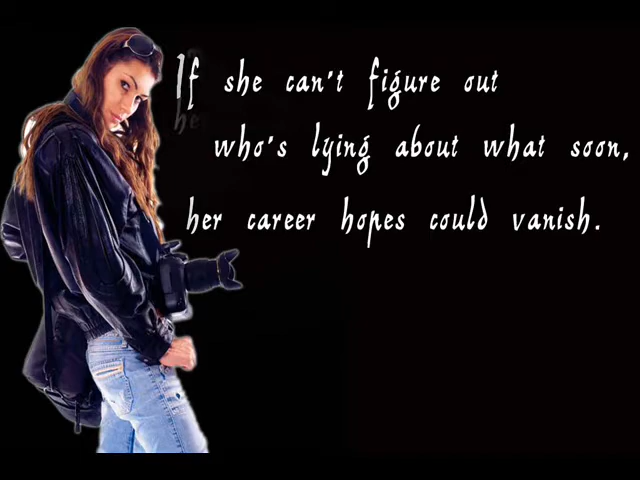 If she can't figure out
who's lying about what soon,
her career hopes could vanish.